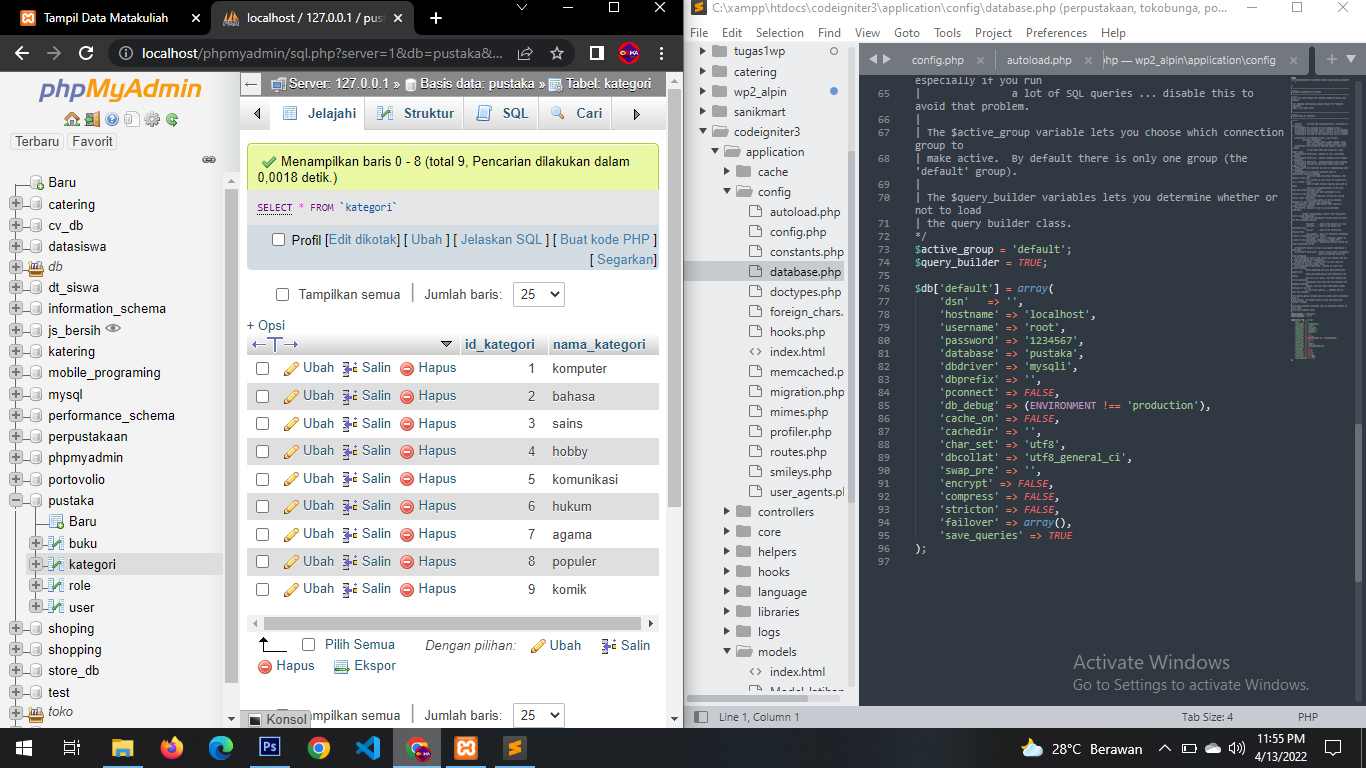 Tampil Data Matakuliah
localhost / 127.0.0.1 / pust
localhost/phpmyadmin/sql.php?server=1&db=pustaka&...
phpMyAdmin
Terbaru
Favorit
Baru
catering
cv_db
datasiswa
db
dt_siswa
information_schema
js_bersih
katering
mobile_programing
mysql
performance_schema
perpustakaan
phpmyadmin
portovolio
pustaka
Baru
buku
kategori
role
user
shoping
shopping
store_db
test
toko
Server: 127.0.0.1 » Basis data: pustaka » Tabel: kategori
Jelajahi
Struktur
SQL
Cari
Menampilkan baris 0 - 8 (total 9, Pencarian dilakukan dalam
0,0018 detik.)
SELECT * FROM `kategori`
Profil [Edit dikotak] [ Ubah ] [ Jelaskan SQL ] [ Buat kode PHP ]
[ Segarkan]
Tampilkan semua
Jumlah baris:
25
+ Opsi
id_kategori nama_kategori
Ubah Salin Hapus 1 komputer
Ubah Salin Hapus 2 bahasa
Ubah Salin Hapus 3 sains
Ubah Salin Hapus 4 hobby
Ubah Salin Hapus 5 komunikasi
Ubah Salin Hapus 6 hukum
Ubah Salin Hapus 7 agama
Ubah Salin Hapus 8 populer
Ubah Salin Hapus 9 komik
Pilih Semua Dengan pilihan: Ubah Salin
Hapus Ekspor
Konsol
mpilkan semua
Jumlah baris:
25
C:\xampp\htdocs\codeigniter3\application\config\database.php (perpustakaan, tokobunga, po...
File Edit Selection Find View Goto Tools Project Preferences Help
tugas1wp
catering
wp2_alpin
sanikmart
codeigniter3
application
cache
config
autoload.php
config.php
constants.php
database.php
doctypes.php
foreign_chars.
hooks.php
index.html
memcached.p
migration.php
mimes.php
profiler.php
routes.php
smileys.php
user_agents.pl
controllers
core
helpers
hooks
language
libraries
logs
models
index.html
config.php
autoload.php
hp — wp2_alpin\application\config
especially if you run
65 | a lot of SQL queries ... disable this to
avoid that problem.
66 |
67 | The $active_group variable lets you choose which connection
group to
68 | make active.  By default there is only one group (the
'default' group).
69 |
70 | The $query_builder variables lets you determine whether or
not to load
71 | the query builder class.
72 */
73 $active_group = 'default';
74 $query_builder = TRUE;
75
76 $db['default'] = array(
77 'dsn'   => '',
78 'hostname' => 'localhost',
79 'username' => 'root',
80 'password' => '1234567',
81 'database' => 'pustaka',
82 'dbdriver' => 'mysqli',
83 'dbprefix' => '',
84 'pconnect' => FALSE,
85 'db_debug' => (ENVIRONMENT !== 'production'),
86 'cache_on' => FALSE,
87 'cachedir' => '',
88 'char_set' => 'utf8',
89 'dbcollat' => 'utf8_general_ci',
90 'swap_pre' => '',
91 'encrypt' => FALSE,
92 'compress' => FALSE,
93 'stricton' => FALSE,
94 'failover' => array(),
95 'save_queries' => TRUE
96 );
97
Activate Windows
Go to Settings to activate Windows.
Line 1, Column 1
Tab Size: 4
PHP
28°C Berawan
11:55 PM
4/13/2022